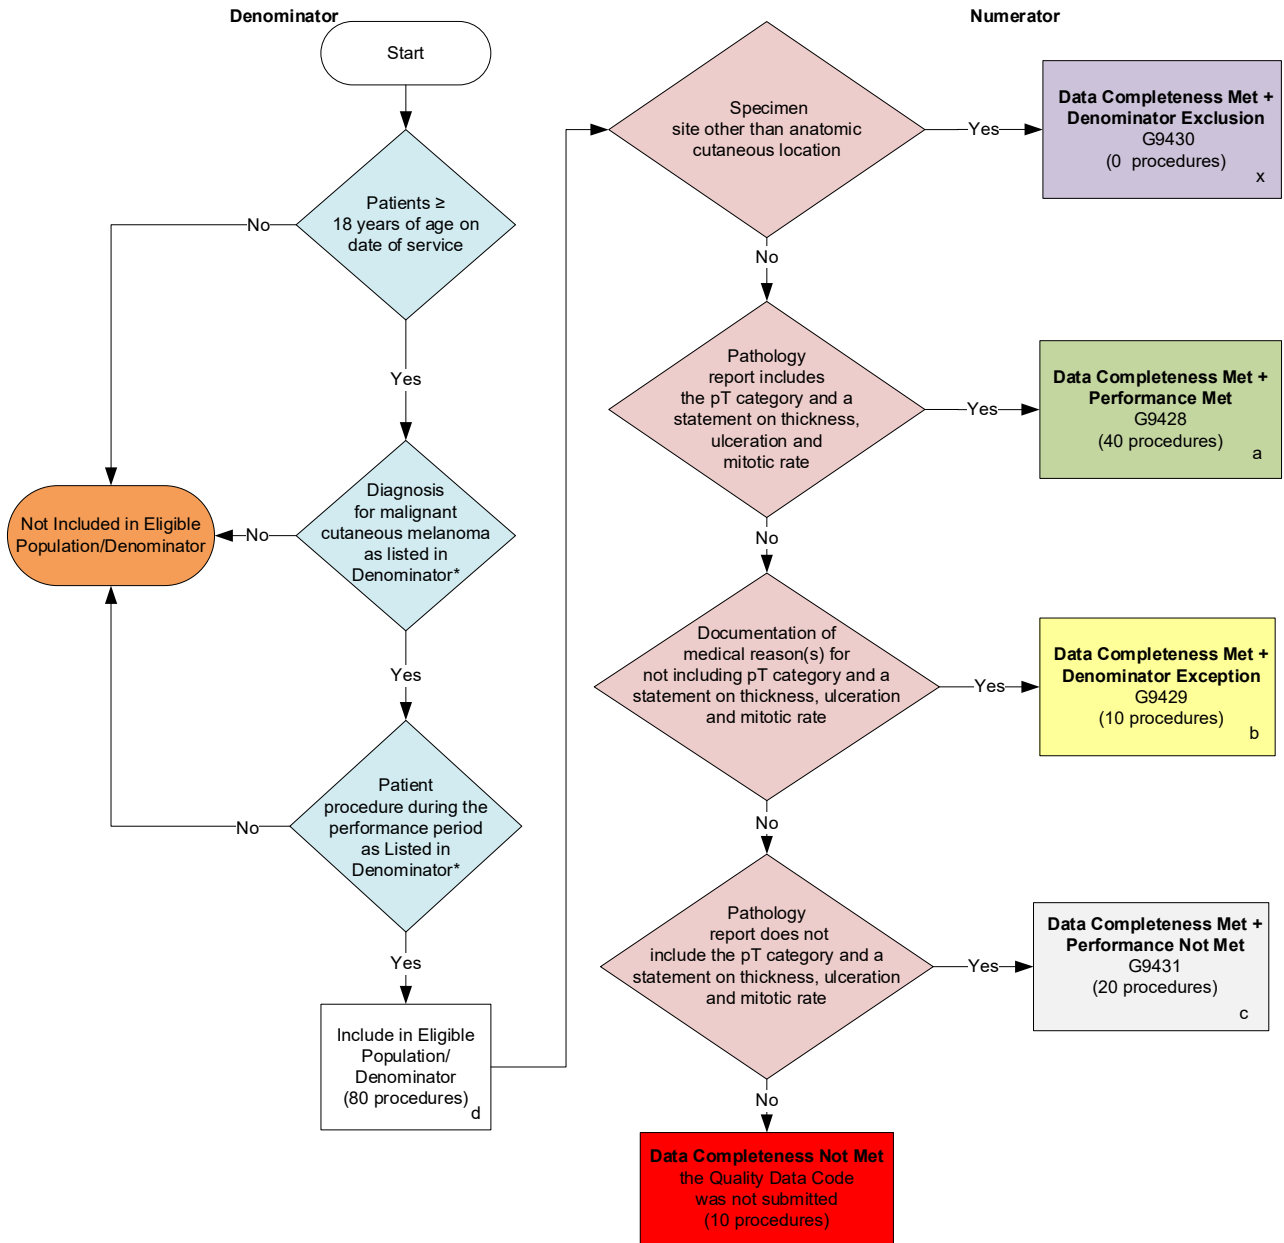 Denominator
Start
Patients ≥
18 years of age on
date of service
No
Yes
Diagnosis
for malignant
cutaneous melanoma
as listed in
Denominator*
No
Not Included in Eligible
Population/Denominator
Yes
Patient
procedure during the
performance period
as Listed in
Denominator*
No
Yes
Include in Eligible
Population/
Denominator
(80 procedures)
d
Numerator
Specimen
site other than anatomic
cutaneous location
Yes
Data Completeness Met +
Denominator Exclusion
G9430
(0 procedures)
x
No
Pathology
report includes
the pT category and a
statement on thickness,
ulceration and
mitotic rate
Yes
Data Completeness Met +
Performance Met
G9428
(40 procedures)
a
No
Documentation of
medical reason(s) for
not including pT category and a
statement on thickness, ulceration
and mitotic rate
Yes
Data Completeness Met +
Denominator Exception
G9429
(10 procedures)
b
No
Pathology
report does not
include the pT category and a
statement on thickness, ulceration
and mitotic rate
Yes
Data Completeness Met +
Performance Not Met
G9431
(20 procedures)
c
No
Data Completeness Not Met
the Quality Data Code
was not submitted
(10 procedures)